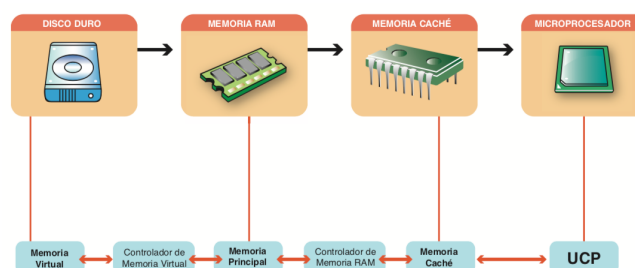 DISCO DURO
MEMORIA RAM
MEMORIA CACHÉ
MICROPROCESADOR
Memoria
Virtual
Controlador de
Memoria Virtual
Memoria
Principal
Controlador de
Memoria RAM
Memoria
Caché
UCP